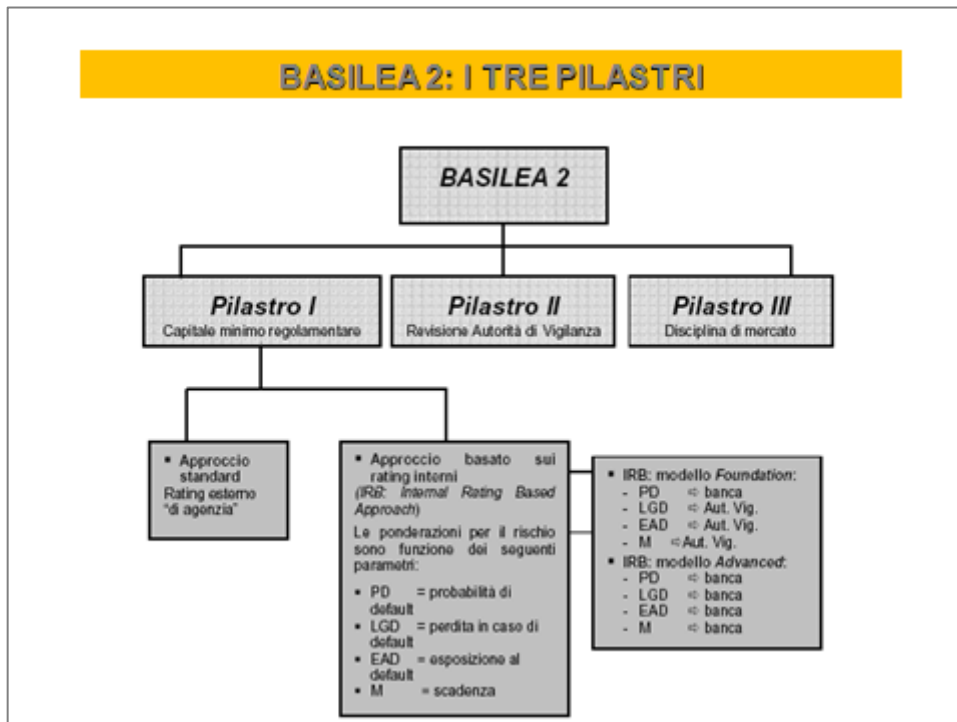 BASILEA 2: I TRE PILASTRI
BASILEA 2
Pilastro I
Capitale minimo regolamentare
Pilastro II
Revisione Autorità di Vigilanza
Pilastro III
Disciplina di mercato
▪ Approccio
standard
Rating esterno
"di agenzia"
▪ Approccio basato sui
rating interni
(IRB: Internal Rating Based
Approach)
Le ponderazioni per il rischio
sono funzione dei seguenti
parametri:
▪ PD = probabilità di
default
▪ LGD = perdita in caso di
default
▪ EAD = esposizione al
default
▪ M = scadenza
▪ IRB: modello Foundation:
- PD ⇨ banca
- LGD ⇨ Aut. Vig.
- EAD ⇨ Aut. Vig.
- M ⇨Aut. Vig.
▪ IRB: modello Advanced:
- PD ⇨ banca
- LGD ⇨ banca
- EAD ⇨ banca
- M ⇨ banca